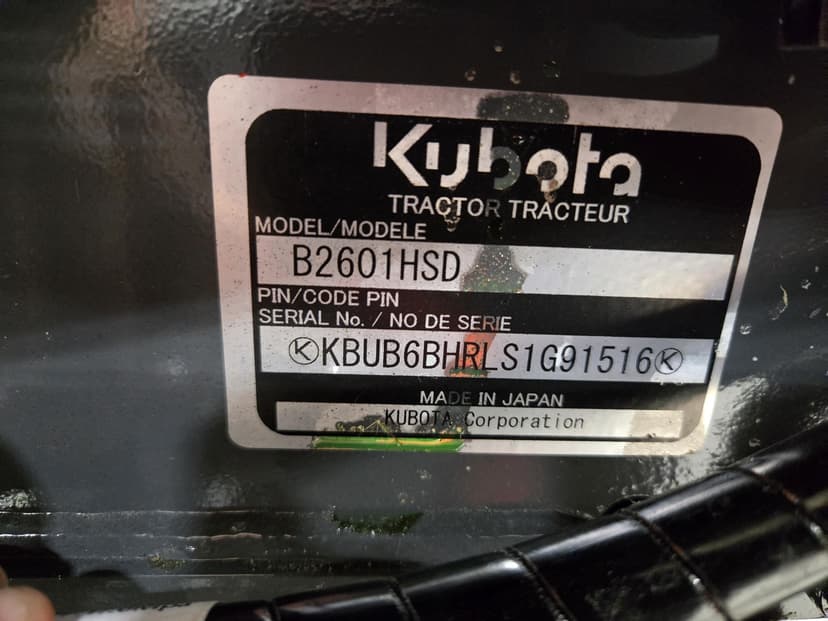 Kubota
TRACTOR TRACTEUR
MODEL/MODELE
B2601HSD
PIN/CODE PIN
SERIAL No. / NO DE SERIE
KBUB6BHRLS1G91516
MADE IN JAPAN
KUBOTA Corporation